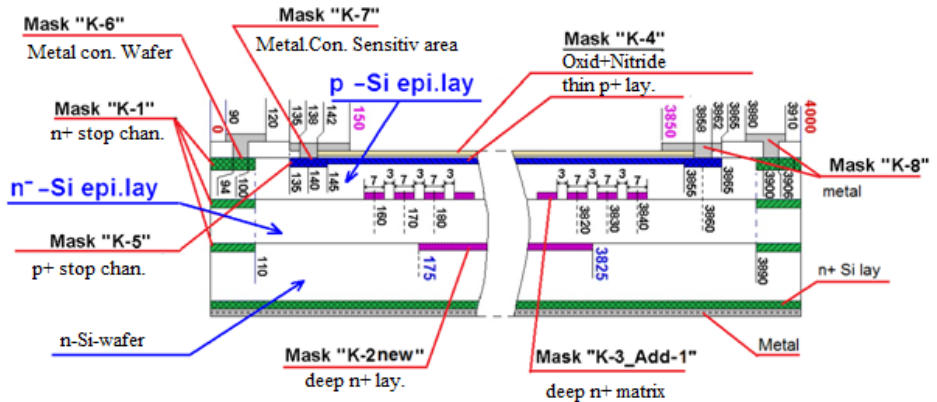 Mask "K-6"
Metal con. Wafer
Mask "K-7"
Metal.Con. Sensitiv area
Mask "K-4"
Oxid+Nitride
thin p+ lay.
p –Si epi.lay
Mask "K-1"
n+ stop chan.
n⁻ –Si epi.lay
Mask "K-5"
p+ stop chan.
n-Si-wafer
Mask "K-2new"
deep n+ lay.
Mask "K-3_Add-1"
deep n+ matrix
Mask "K-8"
metal
n+ Si lay
Metal
0 90 120 135 139 142 150
3850 3858 3862 3865 3880 3910 4000
94 100 135 140 145
3855 3865 3900 3906
7 3 7 3 7 3 7 3
3 7 3 7 3 7
160 170 180
3820 3830 3840 3860
110 175 3825 3890